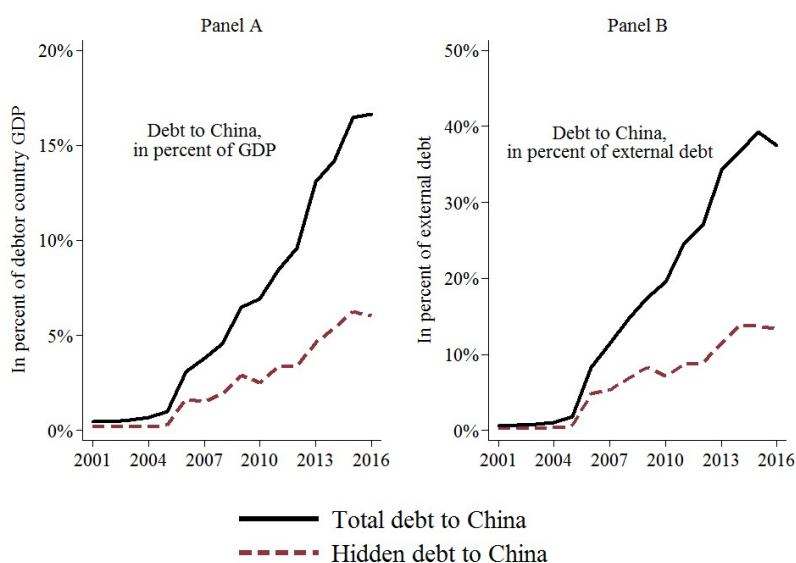 Panel A
20%
15%
10%
5%
0%
In percent of debtor country GDP
Debt to China,
in percent of GDP
2001 2004 2007 2010 2013 2016
Panel B
50%
40%
30%
20%
10%
0%
In percent of external debt
Debt to China,
in percent of external debt
2001 2004 2007 2010 2013 2016
Total debt to China
Hidden debt to China